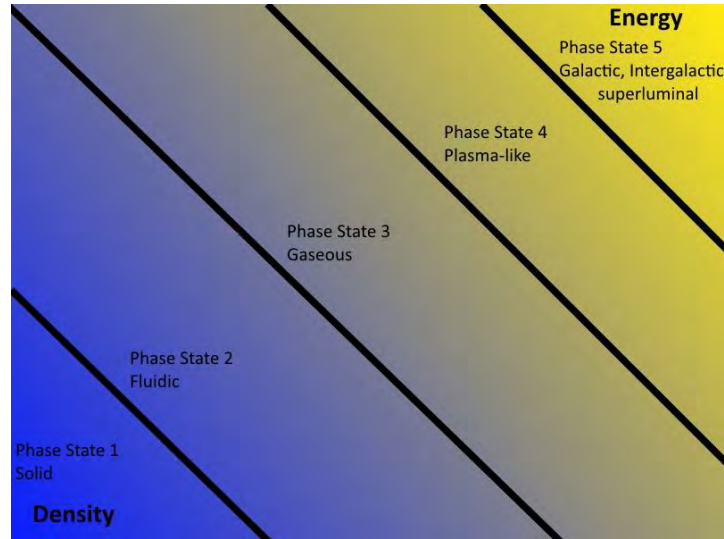 Energy
Phase State 5
Galactic, Intergalactic
superluminal
Phase State 4
Plasma-like
Phase State 3
Gaseous
Phase State 2
Fluidic
Phase State 1
Solid
Density